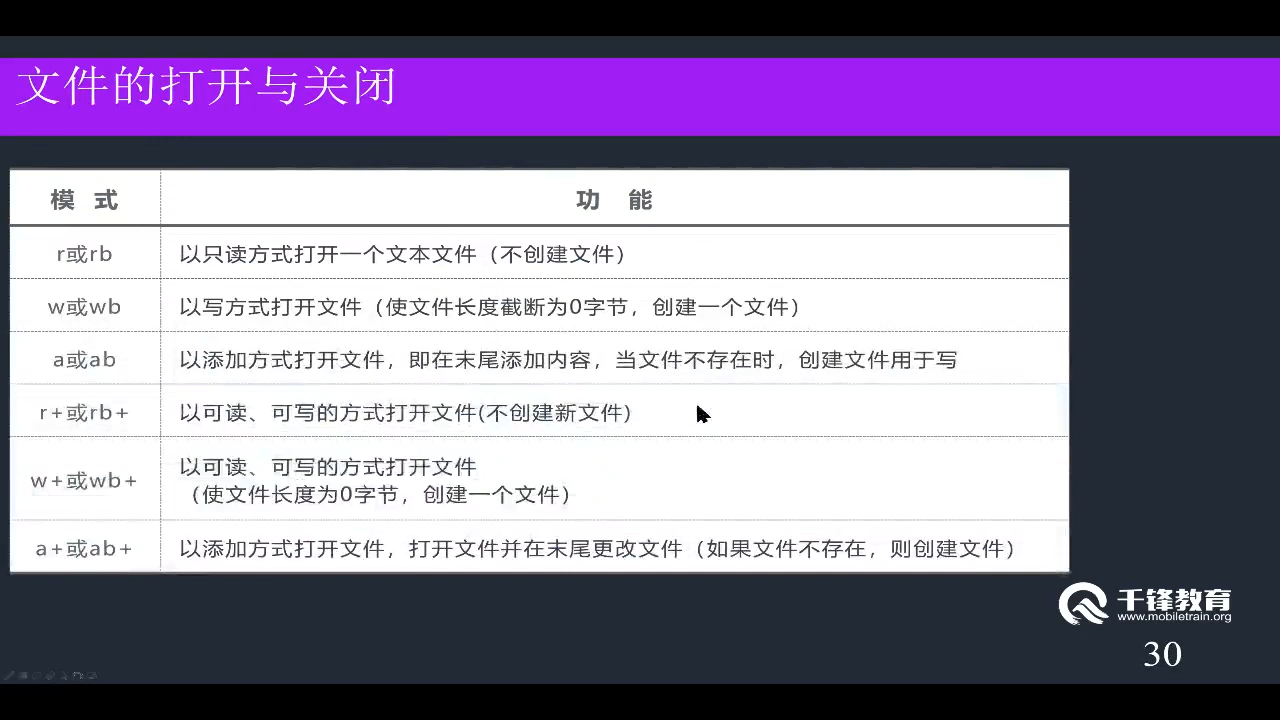 文件的打开与关闭
模 式 功 能
r或rb 以只读方式打开一个文本文件（不创建文件）
w或wb 以写方式打开文件（使文件长度截断为0字节，创建一个文件）
a或ab 以添加方式打开文件，即在末尾添加内容，当文件不存在时，创建文件用于写
r+或rb+ 以可读、可写的方式打开文件(不创建新文件)
w+或wb+ 以可读、可写的方式打开文件
（使文件长度为0字节，创建一个文件）
a+或ab+ 以添加方式打开文件，打开文件并在末尾更改文件（如果文件不存在，则创建文件）
千锋教育
www.mobiletrain.org
30